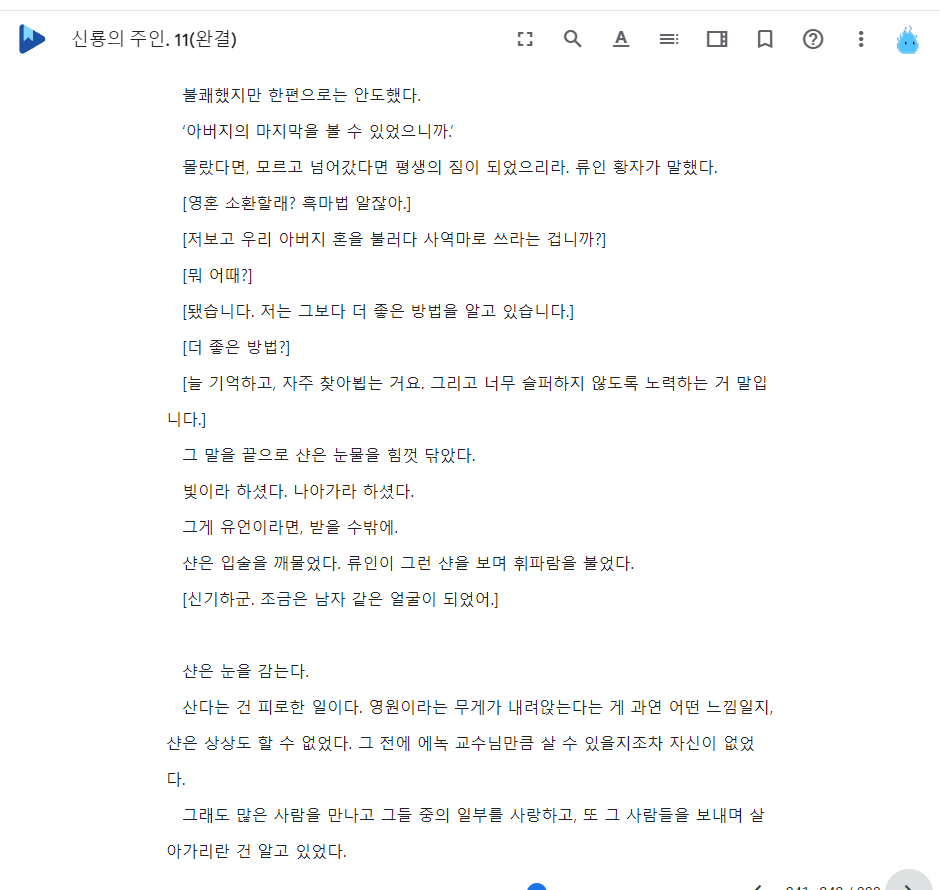 신룡의 주인. 11(완결)
불쾌했지만 한편으로는 안도했다.
‘아버지의 마지막을 볼 수 있었으니까.’
몰랐다면, 모르고 넘어갔다면 평생의 짐이 되었으리라. 류인 황자가 말했다.
[영혼 소환할래? 흑마법 알잖아.]
[저보고 우리 아버지 혼을 불러다 사역마로 쓰라는 겁니까?]
[뭐 어때?]
[됐습니다. 저는 그보다 더 좋은 방법을 알고 있습니다.]
[더 좋은 방법?]
[늘 기억하고, 자주 찾아뵙는 거요. 그리고 너무 슬퍼하지 않도록 노력하는 거 말입
니다.]
그 말을 끝으로 샨은 눈물을 힘껏 닦았다.
빛이라 하셨다. 나아가라 하셨다.
그게 유언이라면, 받을 수밖에.
샨은 입술을 깨물었다. 류인이 그런 샨을 보며 휘파람을 불었다.
[신기하군. 조금은 남자 같은 얼굴이 되었어.]
샨은 눈을 감는다.
산다는 건 피로한 일이다. 영원이라는 무게가 내려앉는다는 게 과연 어떤 느낌일지,
샨은 상상도 할 수 없었다. 그 전에 에녹 교수님만큼 살 수 있을지조차 자신이 없었
다.
그래도 많은 사람을 만나고 그들 중의 일부를 사랑하고, 또 그 사람들을 보내며 살
아가리란 건 알고 있었다.